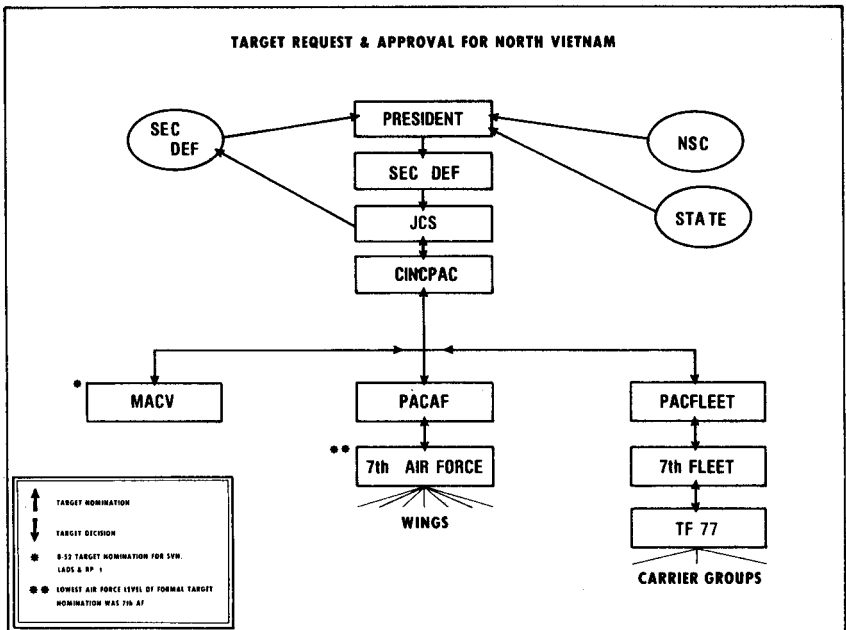 TARGET REQUEST & APPROVAL FOR NORTH VIETNAM
SEC
DEF
PRESIDENT
NSC
SEC DEF
STATE
JCS
CINCPAC
*
MACV
PACAF
PACFLEET
**
7th AIR FORCE
7th FLEET
WINGS
TF 77
CARRIER GROUPS
TARGET NOMINATION
TARGET DECISION
* B-52 TARGET NOMINATION FOR SVN.
LAOS & RP 1
** LOWEST AIR FORCE LEVEL OF FORMAL TARGET
NOMINATION WAS 7th AF